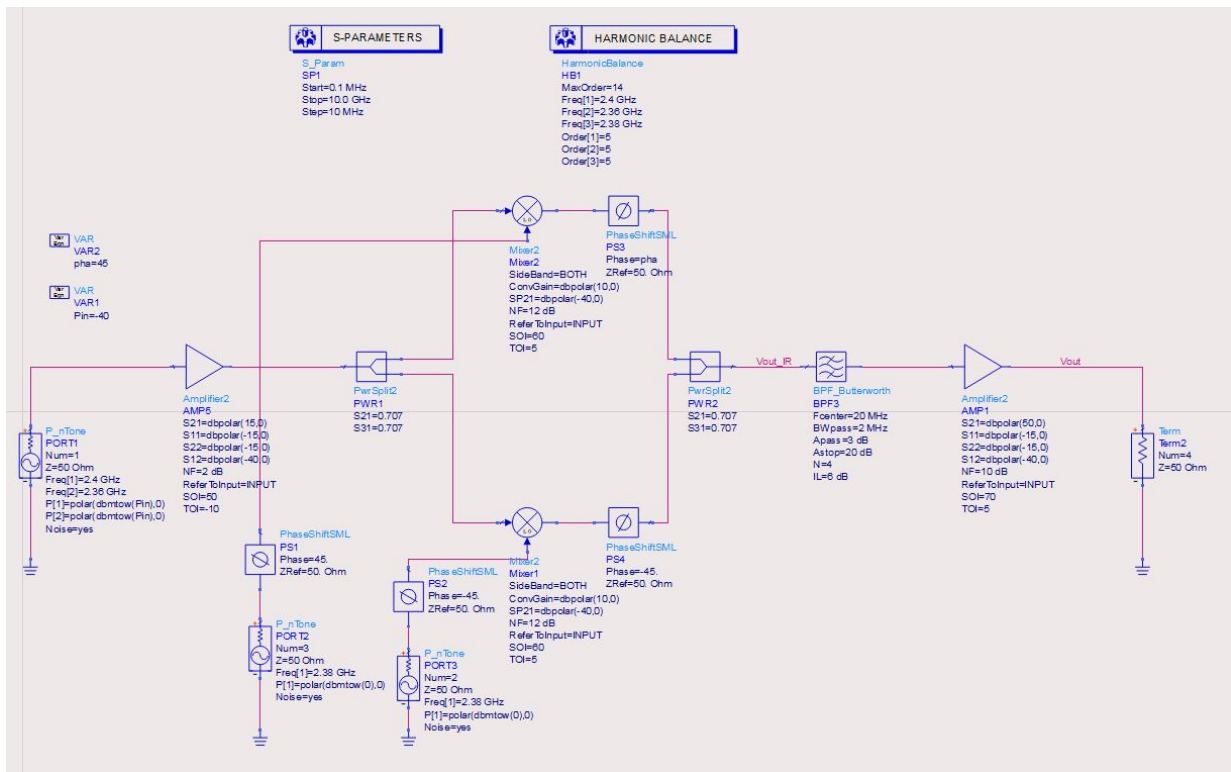 S-PARAMETERS
S_Param
SP1
Start=0.1 MHz
Stop=10.0 GHz
Step=10 MHz
HARMONIC BALANCE
HarmonicBalance
HB1
MaxOrder=14
Freq[1]=2.4 GHz
Freq[2]=2.36 GHz
Freq[3]=2.38 GHz
Order[1]=5
Order[2]=5
Order[3]=5
Var
Eqn
VAR
VAR2
pha=45
Var
Eqn
VAR
VAR1
Pin=-40
LO
Mixer2
Mixer2
SideBand=BOTH
ConvGain=dbpolar(10,0)
SP21=dbpolar(-40,0)
NF=12 dB
ReferToInput=INPUT
SOI=60
TOI=5
PhaseShiftSML
PS3
Phase=pha
ZRef=50. Ohm
P_nTone
PORT1
Num=1
Z=50 Ohm
Freq[1]=2.4 GHz
Freq[2]=2.36 GHz
P[1]=polar(dbmtow(Pin),0)
P[2]=polar(dbmtow(Pin),0)
Noise=yes
Amplifier2
AMP5
S21=dbpolar(15,0)
S11=dbpolar(-15,0)
S22=dbpolar(-15,0)
S12=dbpolar(-40,0)
NF=2 dB
ReferToInput=INPUT
SOI=50
TOI=-10
PwrSplit2
PWR1
S21=0.707
S31=0.707
PwrSplit2
PWR2
S21=0.707
S31=0.707
Vout_IR
BPF_Butterworth
BPF3
Fcenter=20 MHz
BWpass=2 MHz
Apass=3 dB
Astop=20 dB
N=4
IL=6 dB
Amplifier2
AMP1
S21=dbpolar(50,0)
S11=dbpolar(-15,0)
S22=dbpolar(-15,0)
S12=dbpolar(-40,0)
NF=10 dB
ReferToInput=INPUT
SOI=70
TOI=5
Vout
Term
Term2
Num=4
Z=50 Ohm
PhaseShiftSML
PS1
Phase=45.
ZRef=50. Ohm
P_nTone
PORT2
Num=3
Z=50 Ohm
Freq[1]=2.38 GHz
P[1]=polar(dbmtow(0),0)
Noise=yes
PhaseShiftSML
PS2
Phase=-45.
ZRef=50. Ohm
P_nTone
PORT3
Num=2
Z=50 Ohm
Freq[1]=2.38 GHz
P[1]=polar(dbmtow(0),0)
Noise=yes
LO
Mixer2
Mixer1
SideBand=BOTH
ConvGain=dbpolar(10,0)
SP21=dbpolar(-40,0)
NF=12 dB
ReferToInput=INPUT
SOI=60
TOI=5
PhaseShiftSML
PS4
Phase=-45.
ZRef=50. Ohm